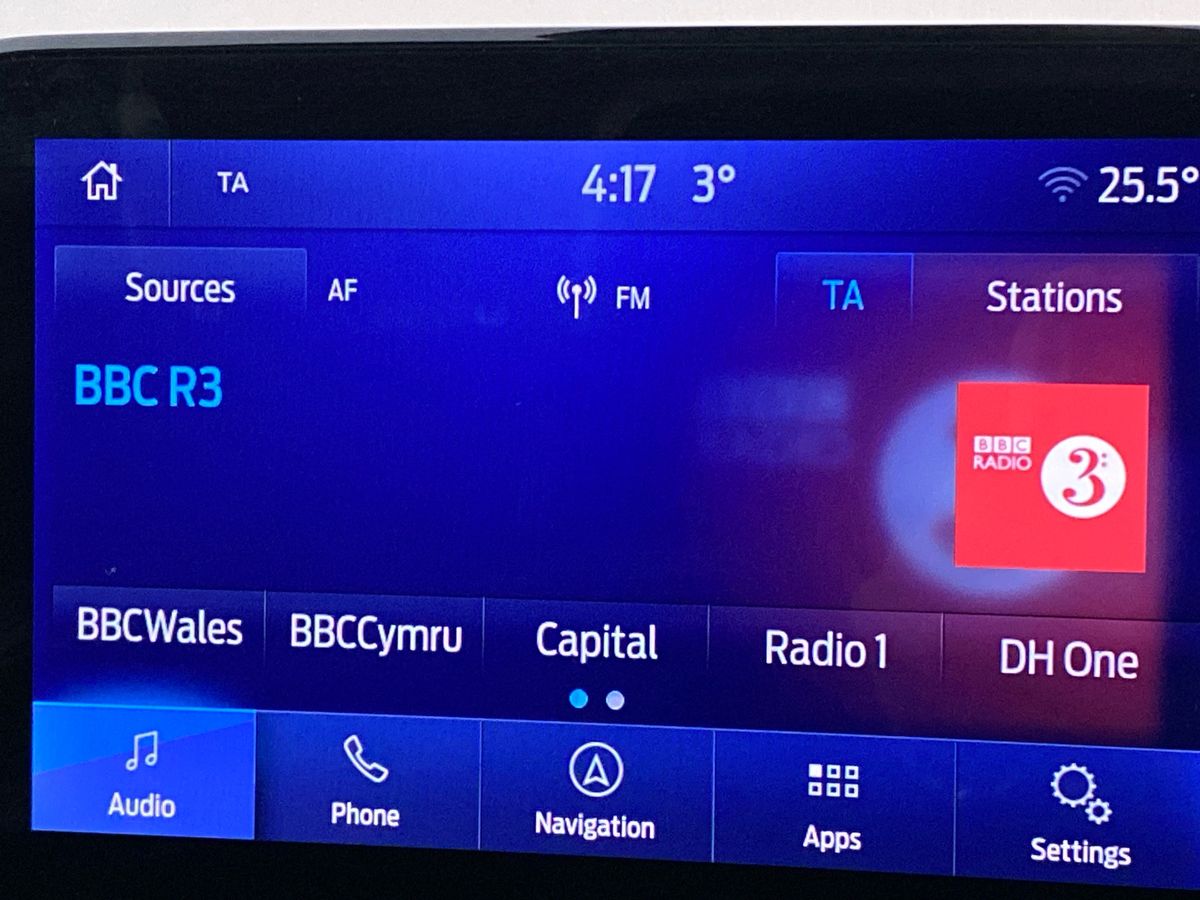 TA 4:17 3° 25.5°
Sources AF FM TA Stations
BBC R3
BBC
RADIO 3
BBCWales BBCCymru Capital Radio 1 DH One
Audio Phone Navigation Apps Settings